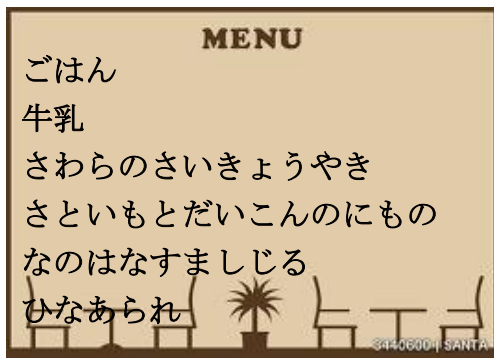 MENU
ごはん
牛乳
さわらのさいきょうやき
さといもとだいこんのにもの
なのはなすましじる
ひなあられ
3440600 | SANTA